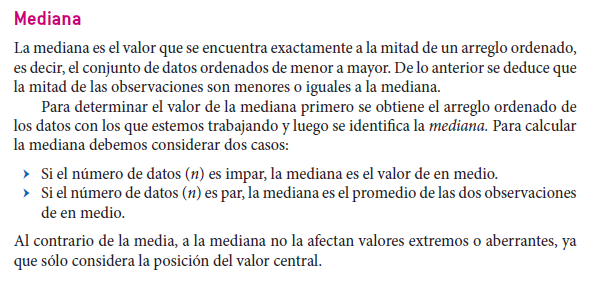 Mediana
La mediana es el valor que se encuentra exactamente a la mitad de un arreglo ordenado,
es decir, el conjunto de datos ordenados de menor a mayor. De lo anterior se deduce que
la mitad de las observaciones son menores o iguales a la mediana.
Para determinar el valor de la mediana primero se obtiene el arreglo ordenado de
los datos con los que estemos trabajando y luego se identifica la mediana. Para calcular
la mediana debemos considerar dos casos:
➤ Si el número de datos (n) es impar, la mediana es el valor de en medio.
➤ Si el número de datos (n) es par, la mediana es el promedio de las dos observaciones
de en medio.
Al contrario de la media, a la mediana no la afectan valores extremos o aberrantes, ya
que sólo considera la posición del valor central.